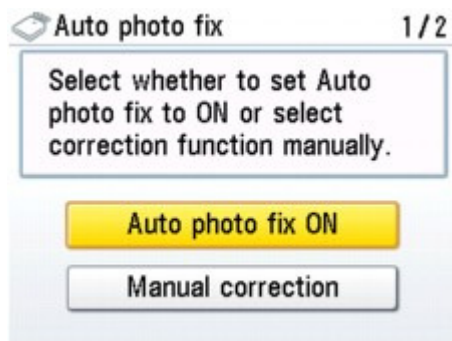 Auto photo fix 1/2
Select whether to set Auto
photo fix to ON or select
correction function manually.
Auto photo fix ON
Manual correction